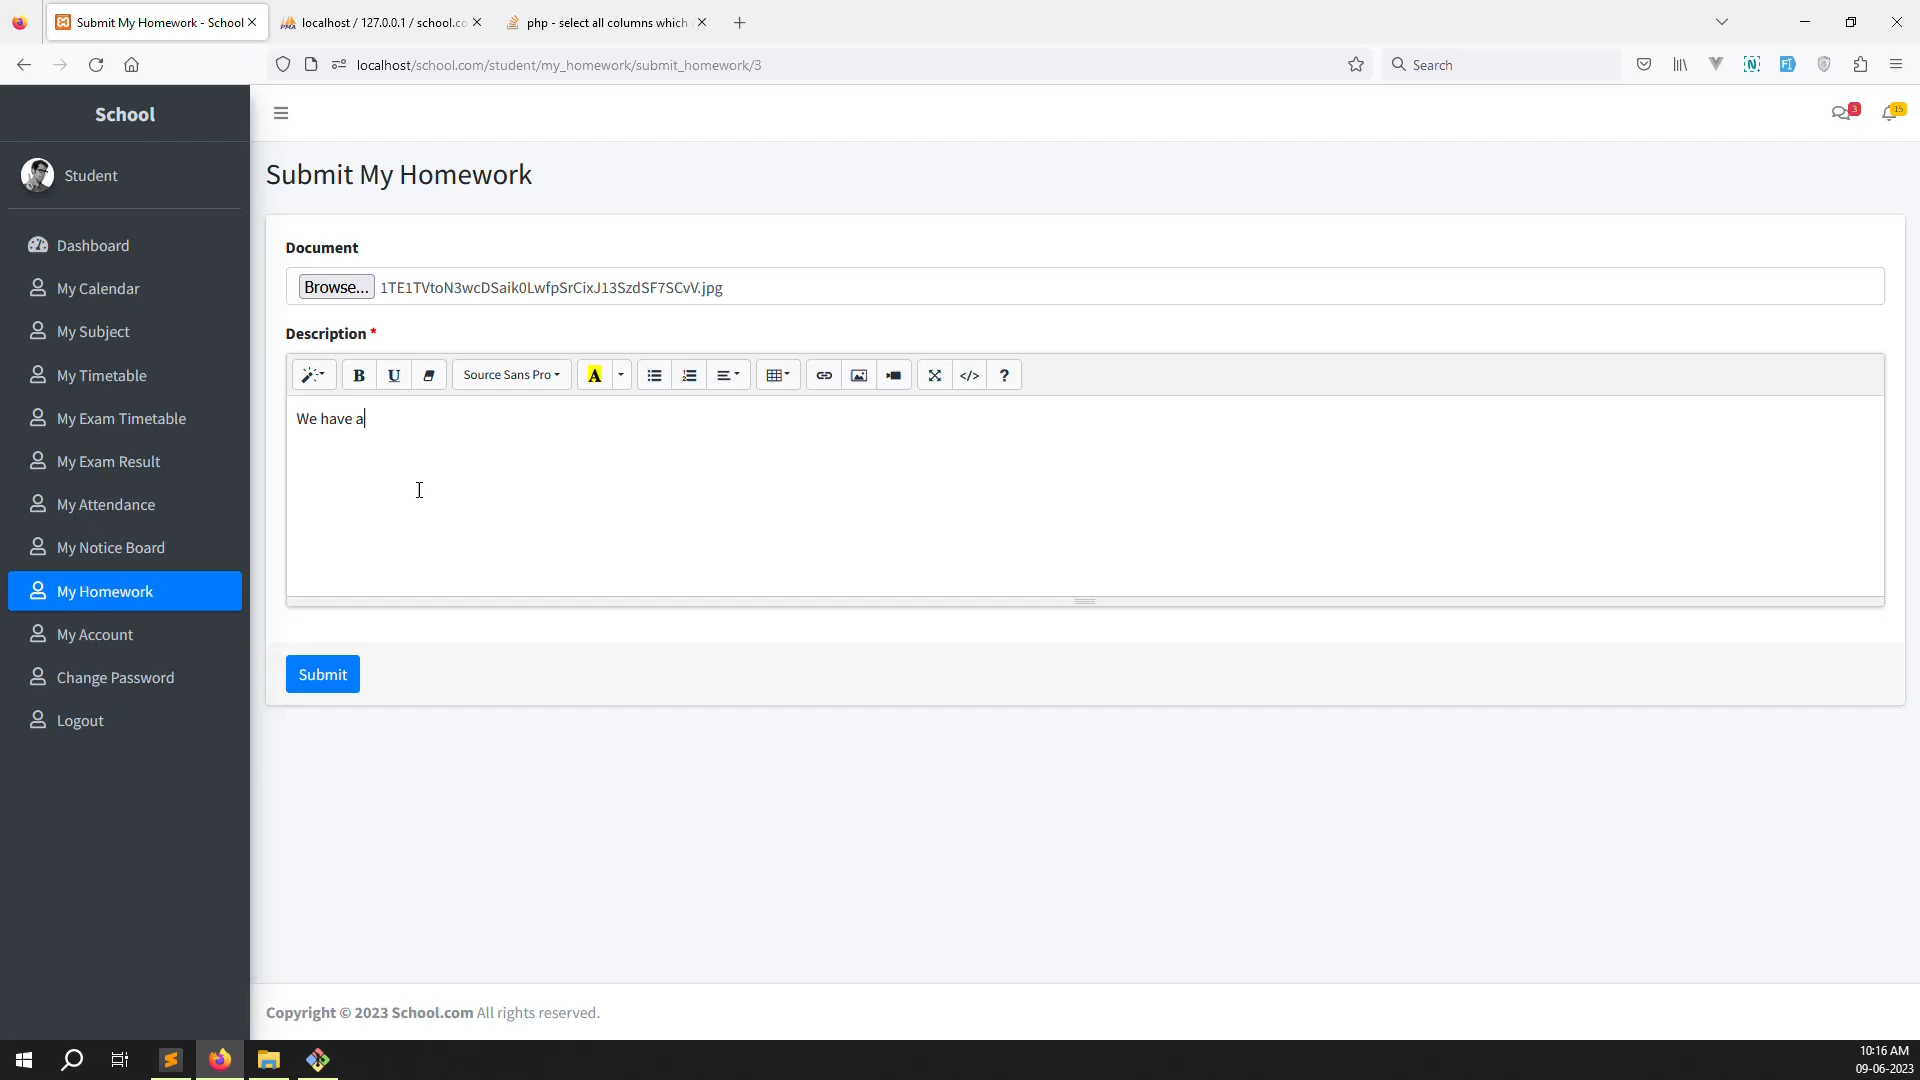 Submit My Homework - School
localhost / 127.0.0.1 / school.co
php - select all columns which
localhost/school.com/student/my_homework/submit_homework/3
Search
School
3
15
Student
Submit My Homework
Dashboard
My Calendar
My Subject
My Timetable
My Exam Timetable
My Exam Result
My Attendance
My Notice Board
My Homework
My Account
Change Password
Logout
Document
Browse... 1TE1TVtoN3wcDSaik0LwfpSrCixJ13SzdSF7SCvV.jpg
Description *
B U Source Sans Pro A </> ?
We have a
Submit
Copyright © 2023 School.com All rights reserved.
10:16 AM
09-06-2023